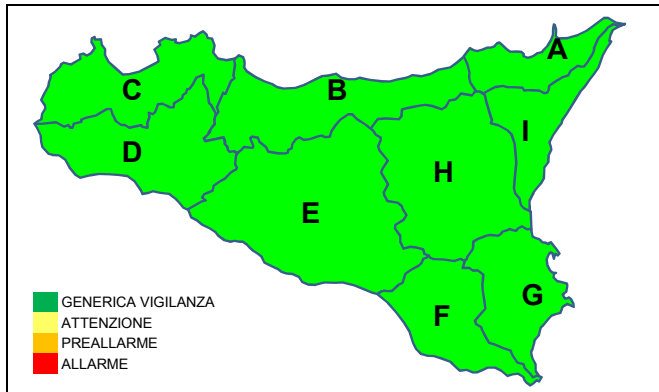 A
B
C
I
D
H
E
G
F
GENERICA VIGILANZA
ATTENZIONE
PREALLARME
ALLARME